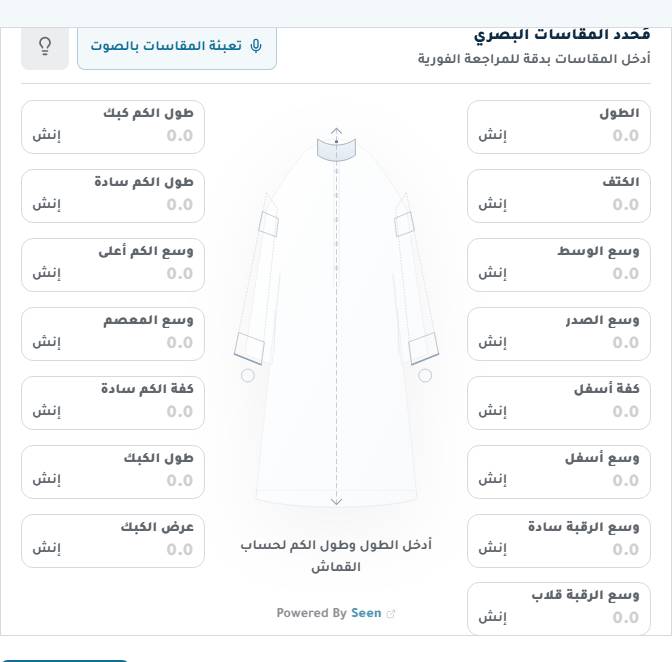 مُحدد المقاسات البصري
أدخل المقاسات بدقة للمراجعة الفورية
تعبئة المقاسات بالصوت
الطول
0.0 إنش
الكتف
0.0 إنش
وسع الوسط
0.0 إنش
وسع الصدر
0.0 إنش
كفة أسفل
0.0 إنش
وسع أسفل
0.0 إنش
وسع الرقبة سادة
0.0 إنش
وسع الرقبة قلاب
0.0 إنش
طول الكم كبك
0.0 إنش
طول الكم سادة
0.0 إنش
وسع الكم أعلى
0.0 إنش
وسع المعصم
0.0 إنش
كفة الكم سادة
0.0 إنش
طول الكبك
0.0 إنش
عرض الكبك
0.0 إنش
أدخل الطول وطول الكم لحساب
القماش
Powered By Seen